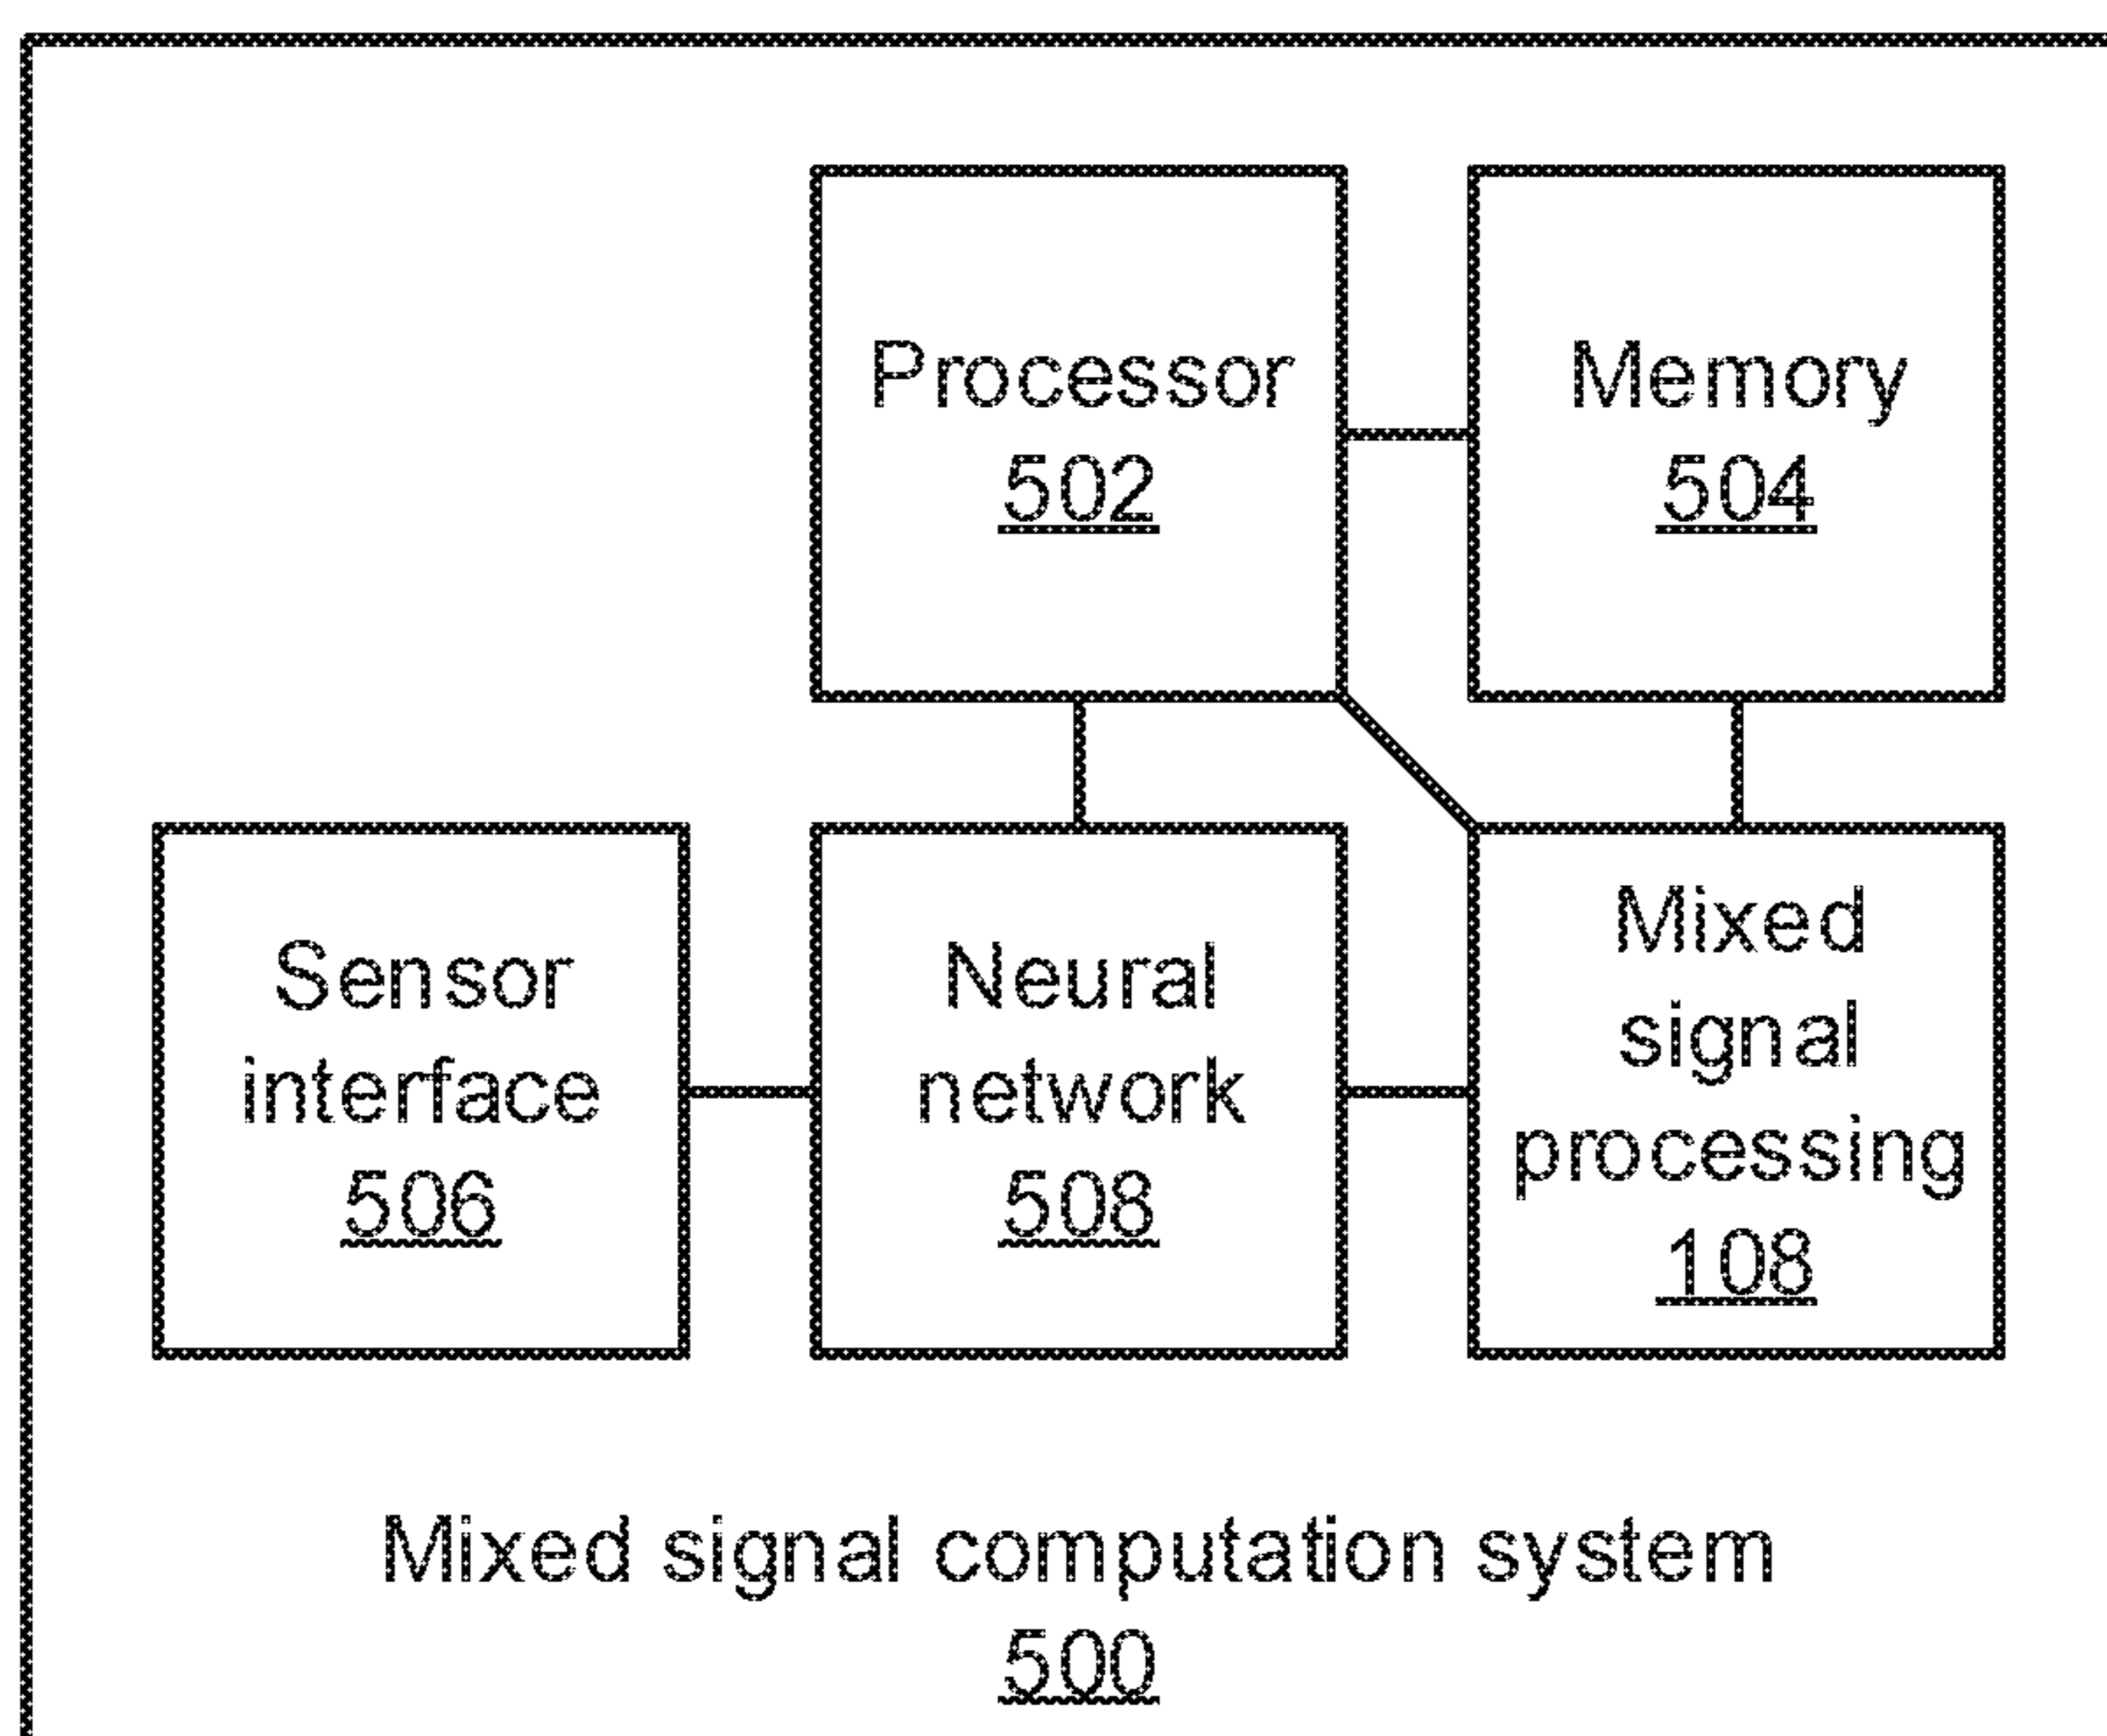 Processor
502
Memory
504
Sensor
interface
506
Neural
network
508
Mixed
signal
processing
108
Mixed signal computation system
500